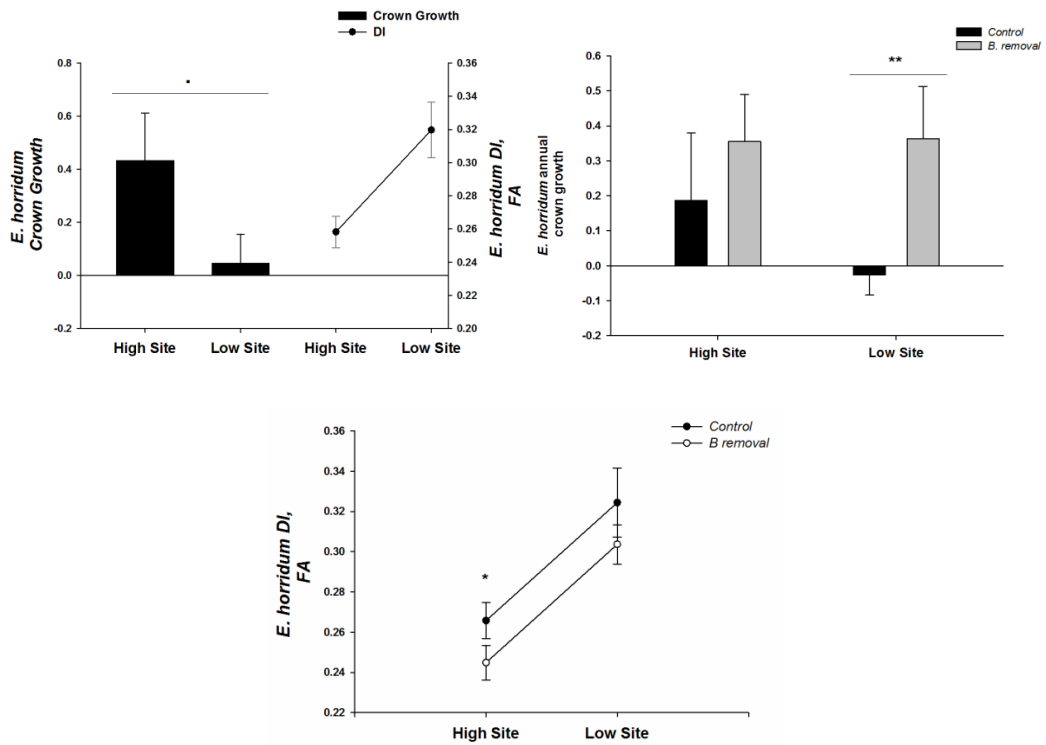 Crown Growth
DI
0.8
0.6
0.4
0.2
0.0
-0.2
E. horridum
Crown Growth
▪
0.36
0.34
0.32
0.30
0.28
0.26
0.24
0.22
0.20
E. horridum DI,
FA
High Site
Low Site
High Site
Low Site
Control
B. removal
0.6
0.5
0.4
0.3
0.2
0.1
0.0
-0.1
-0.2
E. horridum annual
crown growth
**
High Site
Low Site
Control
B removal
0.36
0.34
0.32
0.30
0.28
0.26
0.24
0.22
E. horridum DI,
FA
*
High Site
Low Site